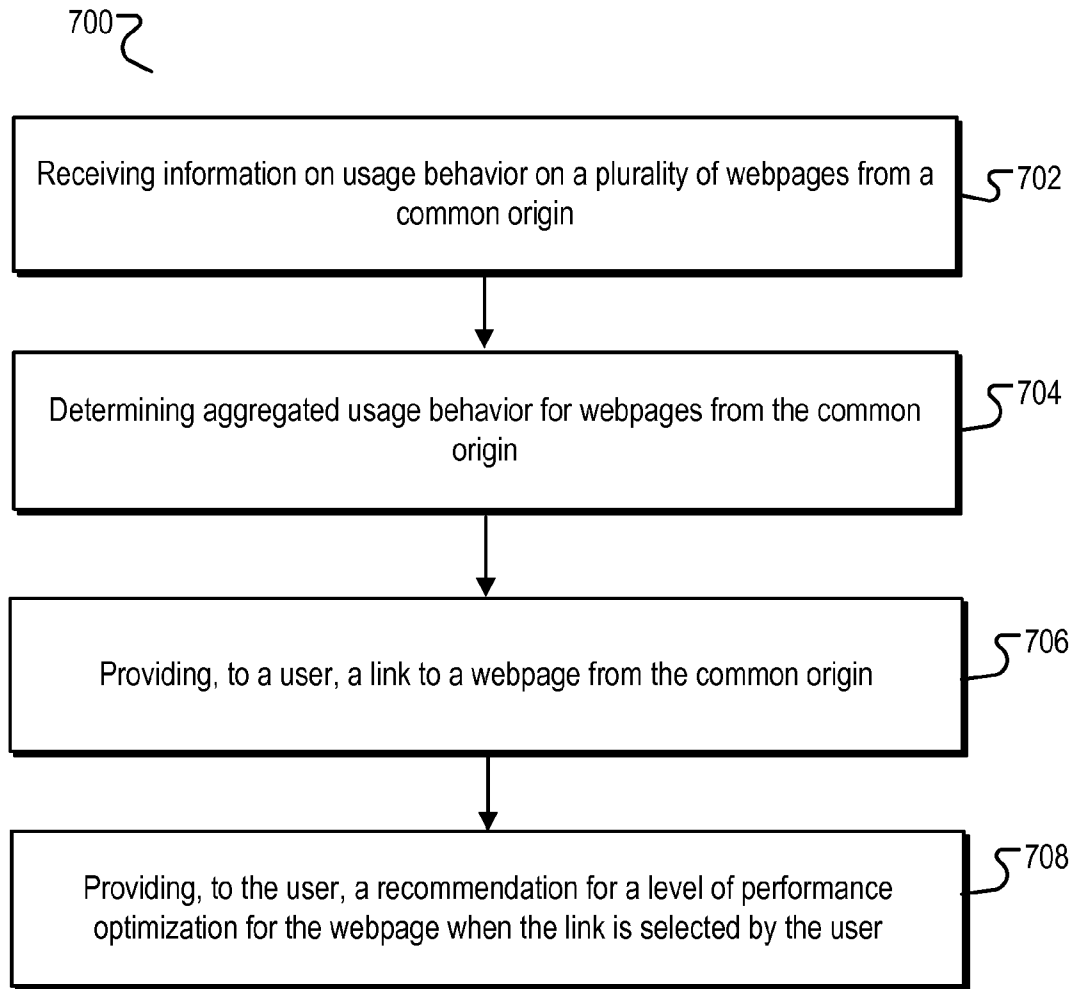 700
Receiving information on usage behavior on a plurality of webpages from a
common origin
702
Determining aggregated usage behavior for webpages from the common
origin
704
Providing, to a user, a link to a webpage from the common origin
706
Providing, to the user, a recommendation for a level of performance
optimization for the webpage when the link is selected by the user
708